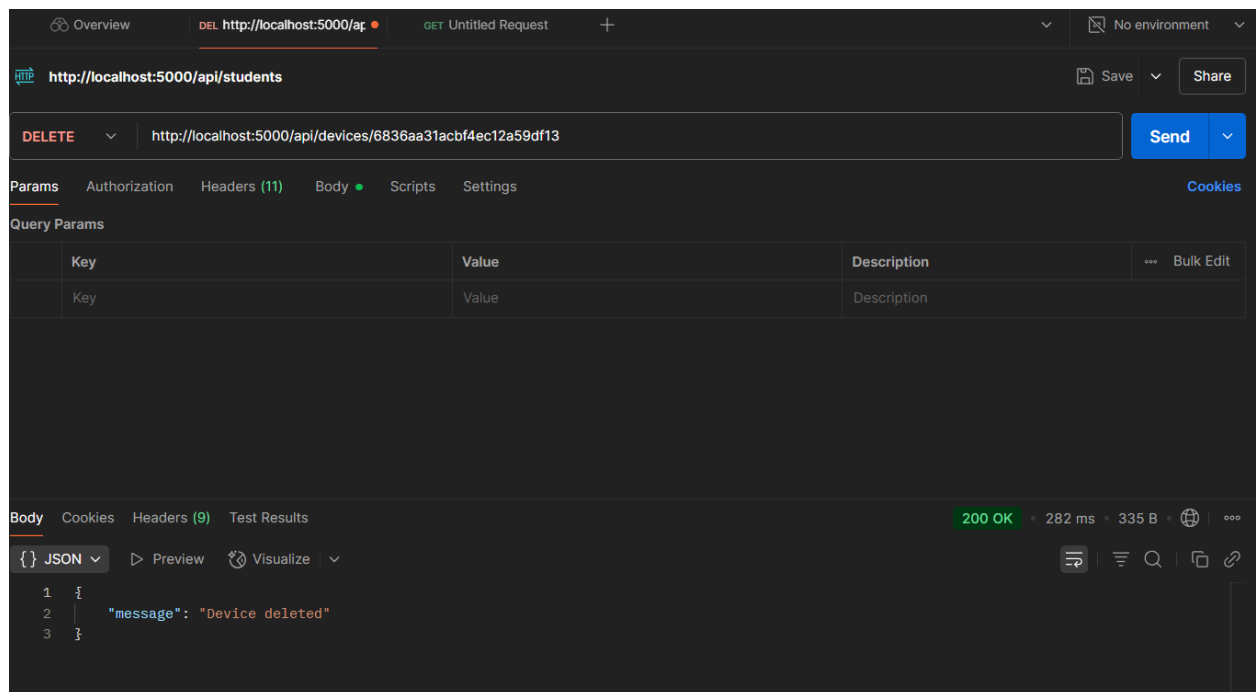 Overview DEL http://localhost:5000/ap GET Untitled Request No environment
HTTP http://localhost:5000/api/students Save Share
DELETE http://localhost:5000/api/devices/6836aa31acbf4ec12a59df13 Send
Params Authorization Headers (11) Body Scripts Settings Cookies
Query Params
Key Value Description Bulk Edit
Key Value Description
Body Cookies Headers (9) Test Results 200 OK 282 ms 335 B
{} JSON Preview Visualize
1 {
2 "message": "Device deleted"
3 }